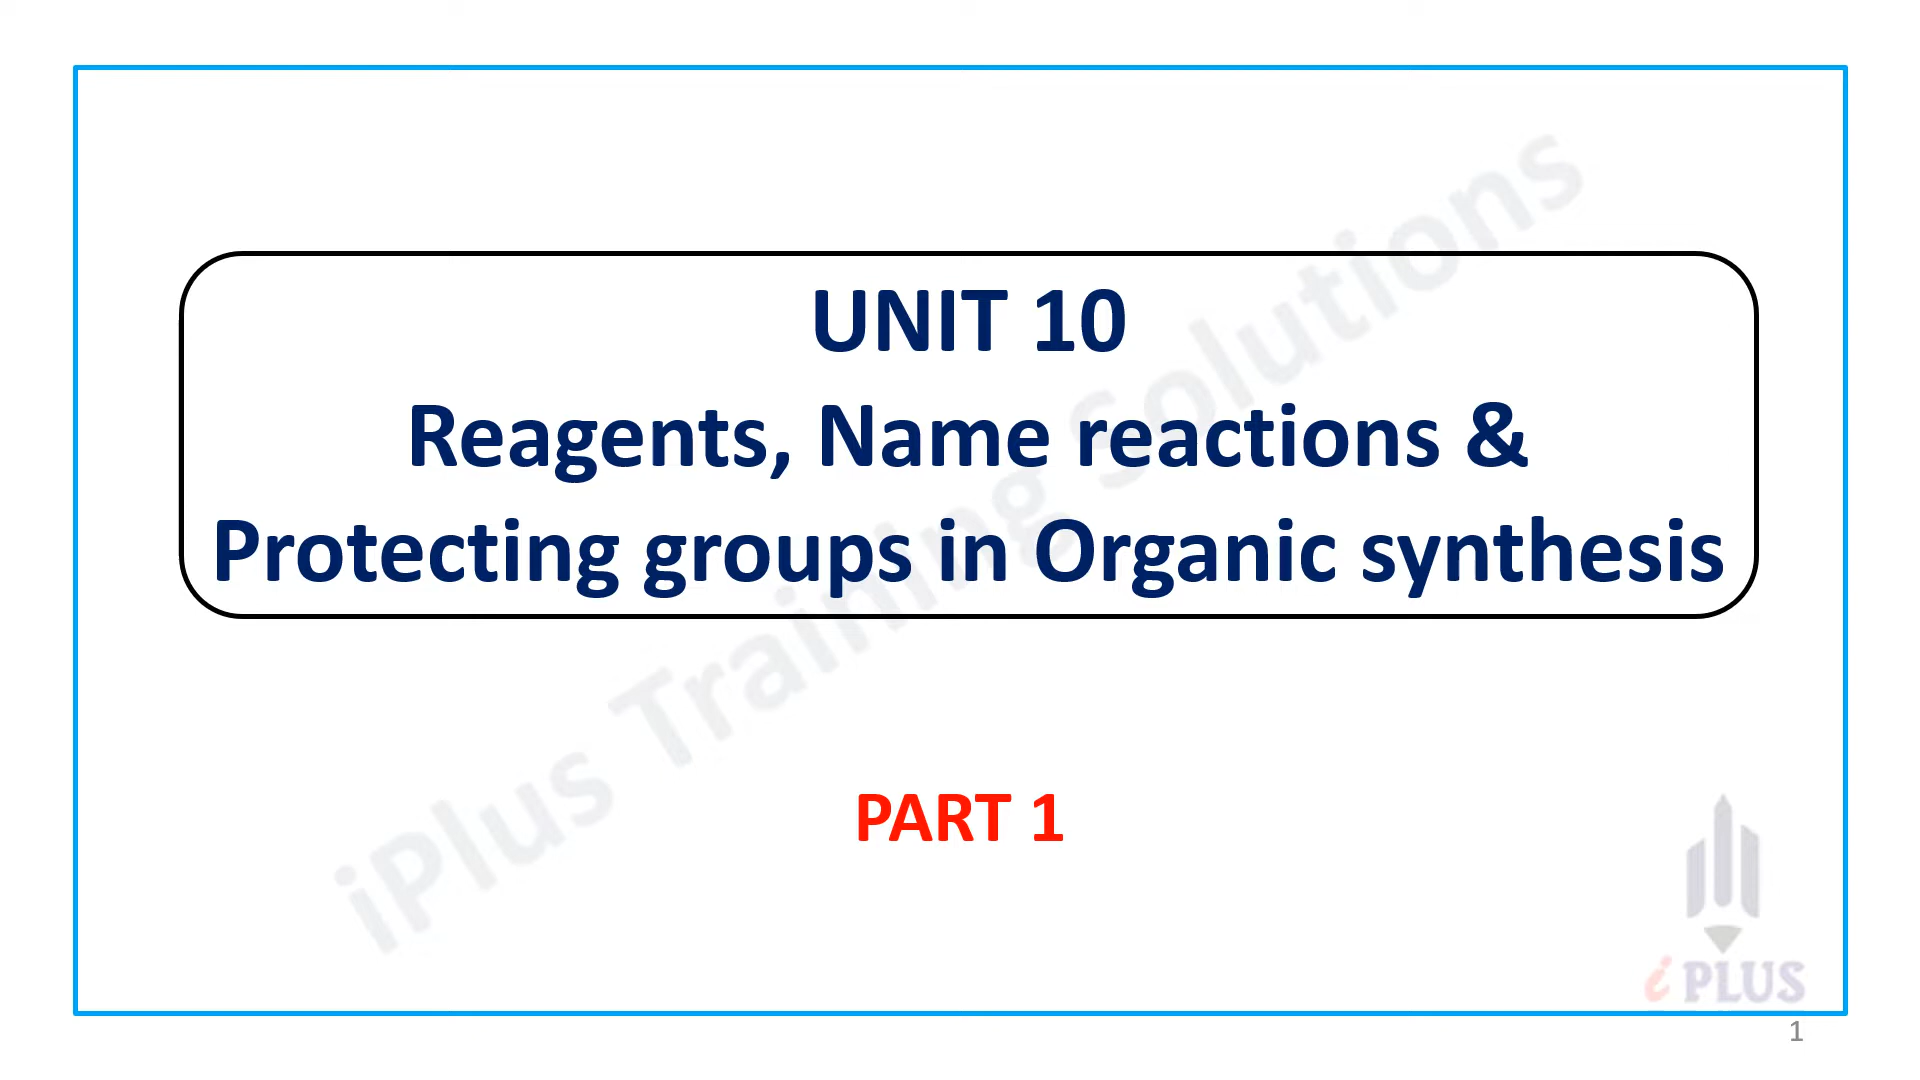 UNIT 10
Reagents, Name reactions &
Protecting groups in Organic synthesis
iPlus Training Solutions
PART 1
i PLUS
1